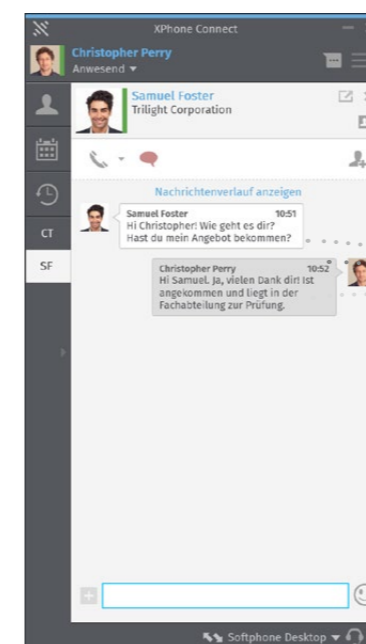 XPhone Connect
Christopher Perry
Anwesend
Samuel Foster
Trilight Corporation
Nachrichtenverlauf anzeigen
Samuel Foster 10:51
Hi Christopher! Wie geht es dir?
Hast du mein Angebot bekommen?
Christopher Perry 10:52
Hi Samuel. Ja, vielen Dank dir! Ist
angekommen und liegt in der
Fachabteilung zur Prüfung.
CT
SF
Softphone Desktop